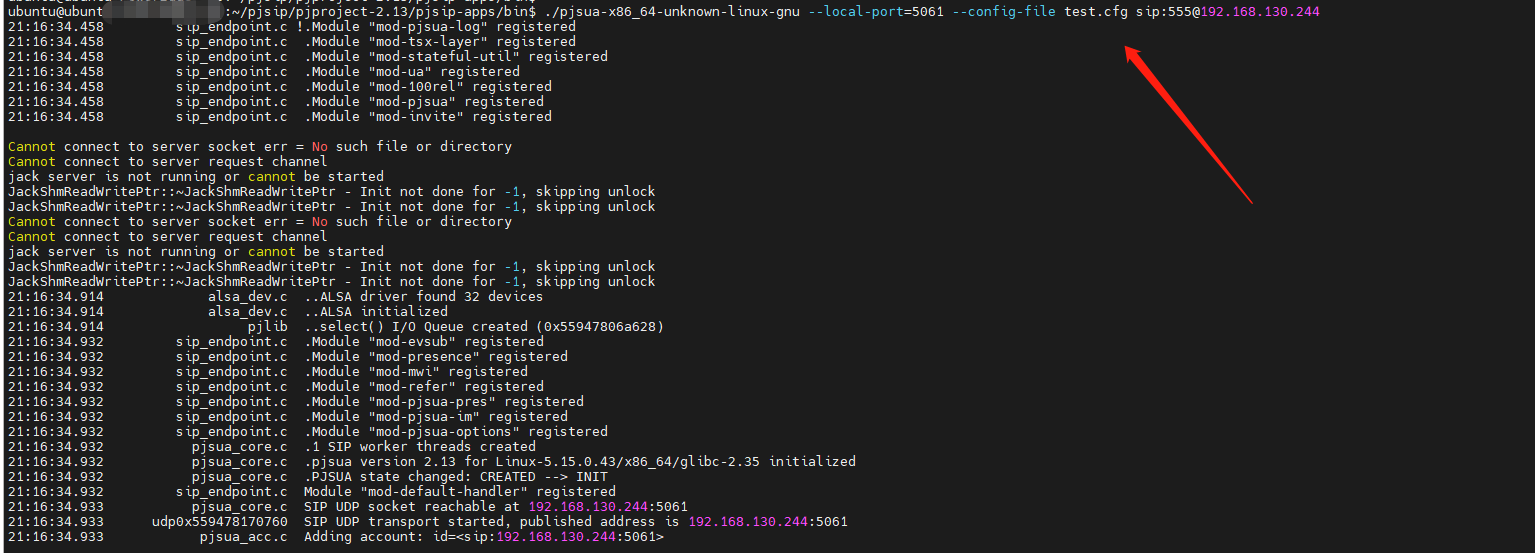 ubuntu@ubunt :~/pjsip/pjproject-2.13/pjsip-apps/bin$ ./pjsua-x86_64-unknown-linux-gnu --local-port=5061 --config-file test.cfg sip:555@192.168.130.244
21:16:34.458         sip_endpoint.c !.Module "mod-pjsua-log" registered
21:16:34.458         sip_endpoint.c  .Module "mod-tsx-layer" registered
21:16:34.458         sip_endpoint.c  .Module "mod-stateful-util" registered
21:16:34.458         sip_endpoint.c  .Module "mod-ua" registered
21:16:34.458         sip_endpoint.c  .Module "mod-100rel" registered
21:16:34.458         sip_endpoint.c  .Module "mod-pjsua" registered
21:16:34.458         sip_endpoint.c  .Module "mod-invite" registered
Cannot connect to server socket err = No such file or directory
Cannot connect to server request channel
jack server is not running or cannot be started
JackShmReadWritePtr::~JackShmReadWritePtr - Init not done for -1, skipping unlock
JackShmReadWritePtr::~JackShmReadWritePtr - Init not done for -1, skipping unlock
Cannot connect to server socket err = No such file or directory
Cannot connect to server request channel
jack server is not running or cannot be started
JackShmReadWritePtr::~JackShmReadWritePtr - Init not done for -1, skipping unlock
JackShmReadWritePtr::~JackShmReadWritePtr - Init not done for -1, skipping unlock
21:16:34.914             alsa_dev.c  ..ALSA driver found 32 devices
21:16:34.914             alsa_dev.c  ..ALSA initialized
21:16:34.914                  pjlib  ..select() I/O Queue created (0x55947806a628)
21:16:34.932         sip_endpoint.c  .Module "mod-evsub" registered
21:16:34.932         sip_endpoint.c  .Module "mod-presence" registered
21:16:34.932         sip_endpoint.c  .Module "mod-mwi" registered
21:16:34.932         sip_endpoint.c  .Module "mod-refer" registered
21:16:34.932         sip_endpoint.c  .Module "mod-pjsua-pres" registered
21:16:34.932         sip_endpoint.c  .Module "mod-pjsua-im" registered
21:16:34.932         sip_endpoint.c  .Module "mod-pjsua-options" registered
21:16:34.932           pjsua_core.c  .1 SIP worker threads created
21:16:34.932           pjsua_core.c  .pjsua version 2.13 for Linux-5.15.0.43/x86_64/glibc-2.35 initialized
21:16:34.932           pjsua_core.c  .PJSUA state changed: CREATED --> INIT
21:16:34.932         sip_endpoint.c  Module "mod-default-handler" registered
21:16:34.933           pjsua_core.c  SIP UDP socket reachable at 192.168.130.244:5061
21:16:34.933      udp0x559478170760  SIP UDP transport started, published address is 192.168.130.244:5061
21:16:34.933            pjsua_acc.c  Adding account: id=<sip:192.168.130.244:5061>